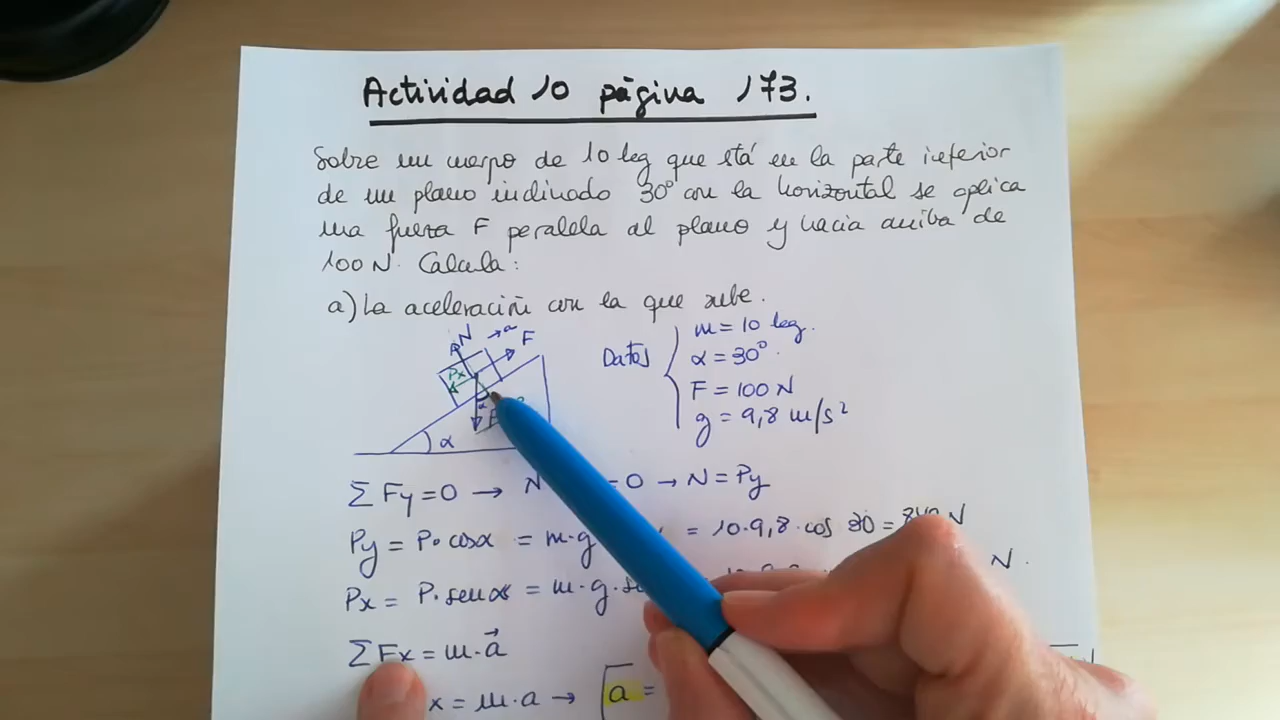 Actividad 10 página 173.
Sobre un cuerpo de 10 kg que está en la parte inferior
de un plano inclinado 30° con la horizontal se aplica
una fuerza F paralela al plano y hacia arriba de
100 N. Calcula:
a) La aceleración con la que sube.
N → a F
Px
α
α
Datos
m = 10 kg.
α = 30°.
F = 100 N
g = 9,8 m/s²
Σ Fy = 0 → N = 0 → N = Py
Py = P· cosα = m·g = 10·9,8·cos 30 = N
Px = P·senα = m·g· N.
Σ Fx = m·a⃗
x = m·a → a =